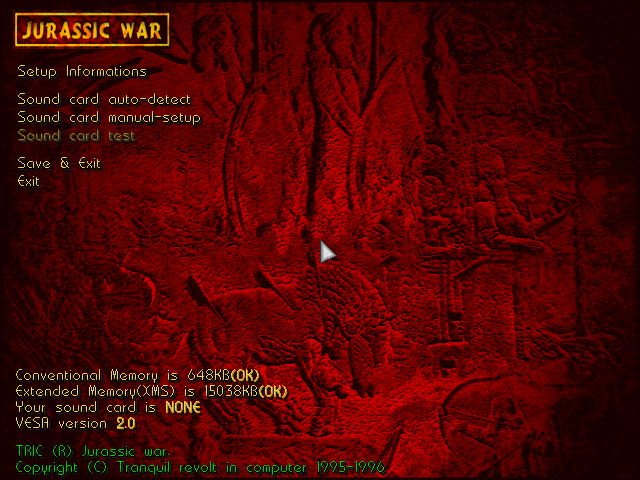 JURASSIC WAR
Setup Informations
Sound card auto-detect
Sound card manual-setup
Sound card test
Save & Exit
Exit
Conventional Memory is 648KB(OK)
Extended Memory(XMS) is 15038KB(OK)
Your sound card is NONE
VESA version 2.0
TRIC (R) Jurassic war.
Copyright (C) Tranquil revolt in computer 1995-1996